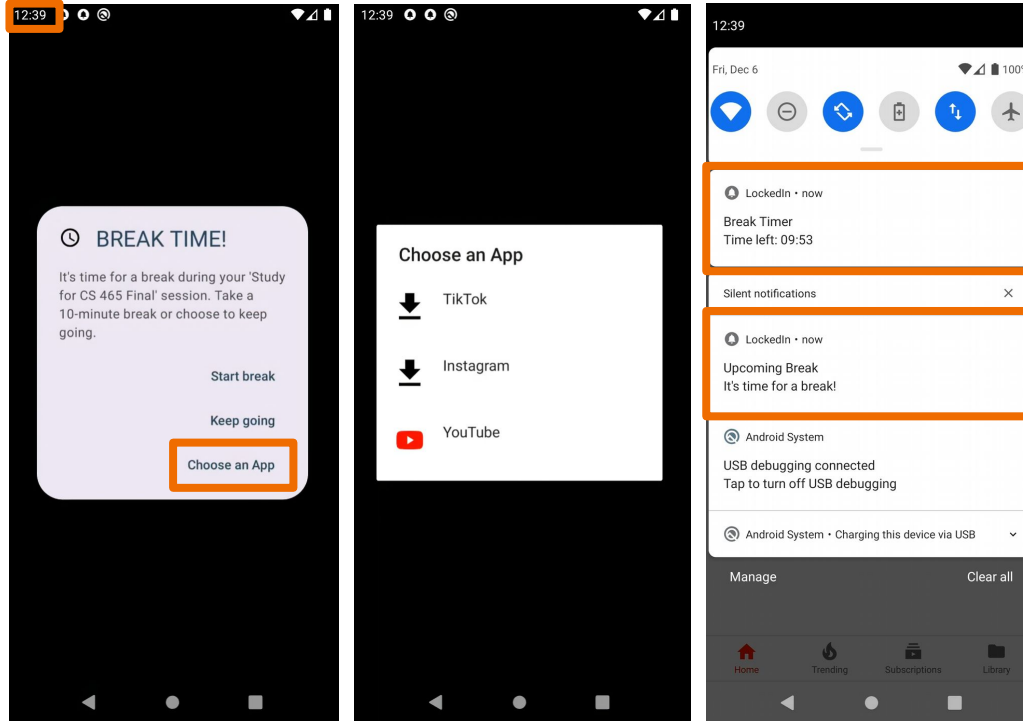 12:39
BREAK TIME!
It's time for a break during your 'Study
for CS 465 Final' session. Take a
10-minute break or choose to keep
going.
Start break
Keep going
Choose an App
12:39
Choose an App
TikTok
Instagram
YouTube
12:39
Fri, Dec 6
100%
LockedIn • now
Break Timer
Time left: 09:53
Silent notifications
LockedIn • now
Upcoming Break
It's time for a break!
Android System
USB debugging connected
Tap to turn off USB debugging
Android System • Charging this device via USB
Manage
Clear all
Home
Trending
Subscriptions
Library